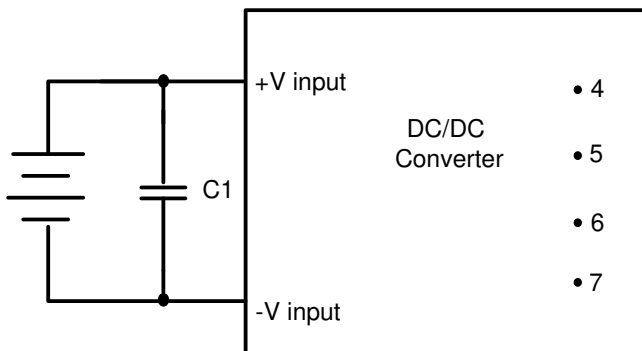 +V input
4
DC/DC
Converter
5
C1
6
7
-V input